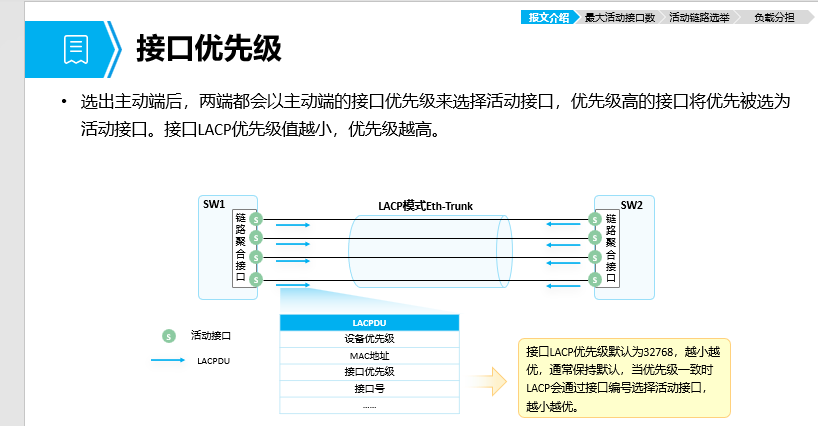 报文介绍 最大活动接口数 活动链路选举 负载分担
接口优先级
• 选出主动端后，两端都会以主动端的接口优先级来选择活动接口，优先级高的接口将优先被选为
活动接口。接口LACP优先级值越小，优先级越高。
SW1
LACP模式Eth-Trunk
SW2
链路聚合接口
S
S
S
S
S
S
S
S
链路聚合接口
LACPDU
设备优先级
MAC地址
接口优先级
接口号
……
S 活动接口
LACPDU
接口LACP优先级默认为32768，越小越
优，通常保持默认，当优先级一致时
LACP会通过接口编号选择活动接口，
越小越优。